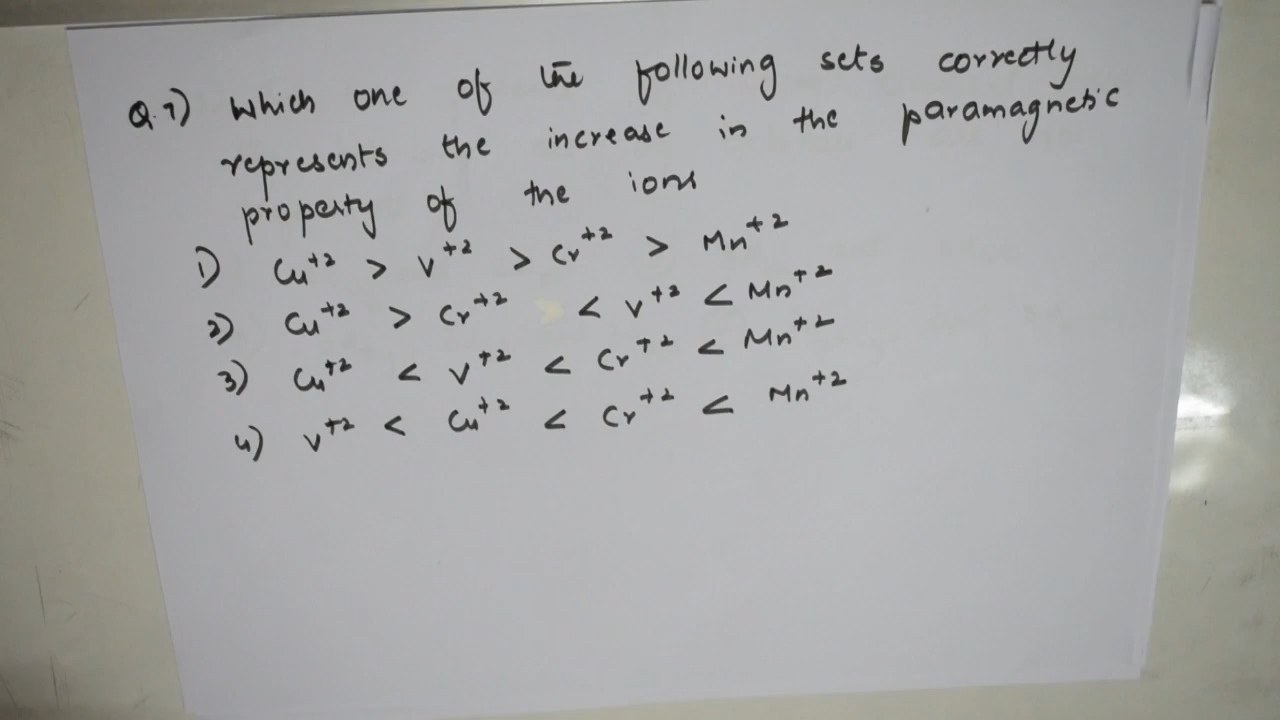 Q.7) which one of the following sets correctly
represents the increase in the paramagnetic
property of the ions
1) Cu+2 > V+2 > Cr+2 > Mn+2
2) Cu+2 > Cr+2 < V+2 < Mn+2
3) Cu+2 < V+2 < Cr+2 < Mn+2
4) V+2 < Cu+2 < Cr+2 < Mn+2